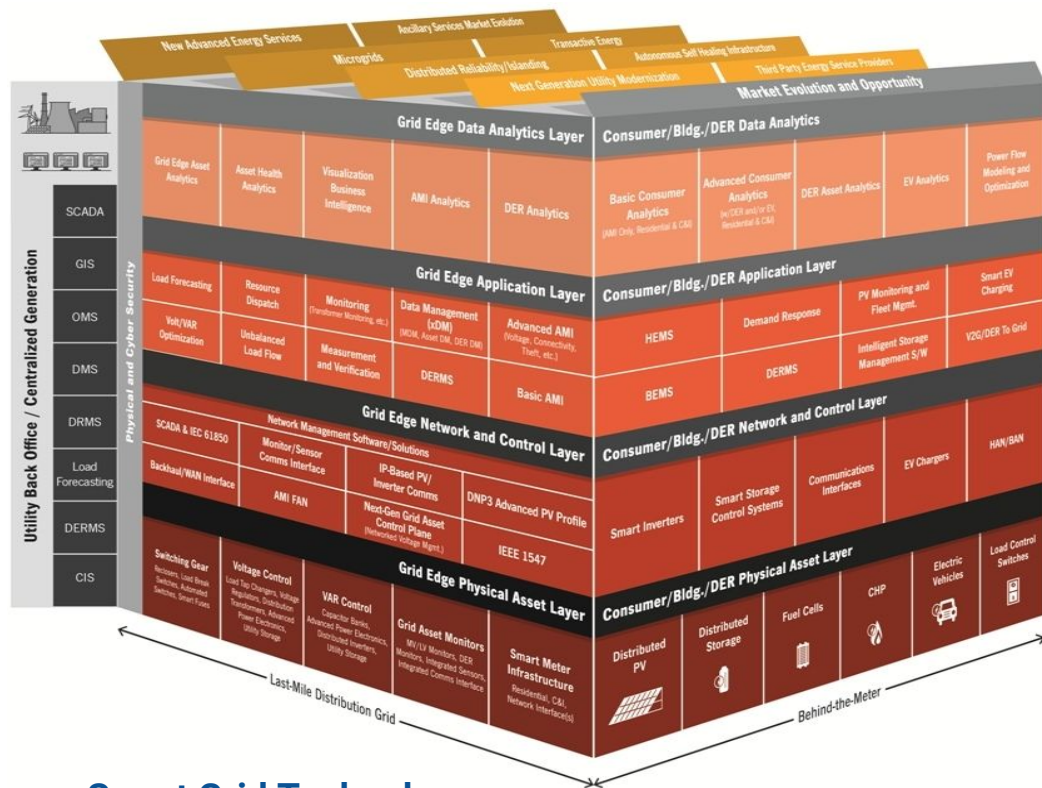 New Advanced Energy Services
Ancillary Services Market Evolution
Microgrids
Transactive Energy
Distributed Reliability/Islanding
Autonomous Self Healing Infrastructure
Next Generation Utility Modernization
Third Party Energy Service Providers
Market Evolution and Opportunity
Utility Back Office / Centralized Generation
SCADA
GIS
OMS
DMS
DRMS
Load
Forecasting
DERMS
CIS
Physical and Cyber Security
Grid Edge Data Analytics Layer
Grid Edge Asset
Analytics
Asset Health
Analytics
Visualization
Business
Intelligence
AMI Analytics
DER Analytics
Grid Edge Application Layer
Load Forecasting
Resource
Dispatch
Monitoring
(Transformer Monitoring, etc.)
Data Management
(xDM)
(MDM, Asset DM, DER DM)
Advanced AMI
(Voltage, Connectivity,
Theft, etc.)
Volt/VAR
Optimization
Unbalanced
Load Flow
Measurement
and Verification
DERMS
Basic AMI
Grid Edge Network and Control Layer
Network Management Software/Solutions
SCADA & IEC 61850
Monitor/Sensor
Comms Interface
IP-Based PV/
Inverter Comms
DNP3 Advanced PV Profile
Backhaul/WAN Interface
AMI FAN
Next-Gen Grid Asset
Control Plane
(Networked Voltage Mgmt.)
IEEE 1547
Grid Edge Physical Asset Layer
Switching Gear
Reclosers, Load Break
Switches, Automated
Switches, Smart Fuses
Voltage Control
Load Tap Changers, Voltage
Regulators, Distribution
Transformers, Advanced
Power Electronics,
Utility Storage
VAR Control
Capacitor Banks,
Advanced Power Electronics,
Distributed Inverters,
Utility Storage
Grid Asset Monitors
MV/LV Monitors, DER
Monitors, Integrated Sensors,
Integrated Comms Interface
Smart Meter
Infrastructure
Residential, C&I,
Network Interface(s)
Last-Mile Distribution Grid
Consumer/Bldg./DER Data Analytics
Basic Consumer
Analytics
(AMI Only, Residential & C&I)
Advanced Consumer
Analytics
(w/DER and/or EV,
Residential & C&I)
DER Asset Analytics
EV Analytics
Power Flow
Modeling and
Optimization
Consumer/Bldg./DER Application Layer
HEMS
Demand Response
PV Monitoring and
Fleet Mgmt.
Smart EV
Charging
BEMS
DERMS
Intelligent Storage
Management S/W
V2G/DER To Grid
Consumer/Bldg./DER Network and Control Layer
Smart Inverters
Smart Storage
Control Systems
Communications
Interfaces
EV Chargers
HAN/BAN
Consumer/Bldg./DER Physical Asset Layer
Distributed
PV
Distributed
Storage
Fuel Cells
CHP
Electric
Vehicles
Load Control
Switches
Behind-the-Meter